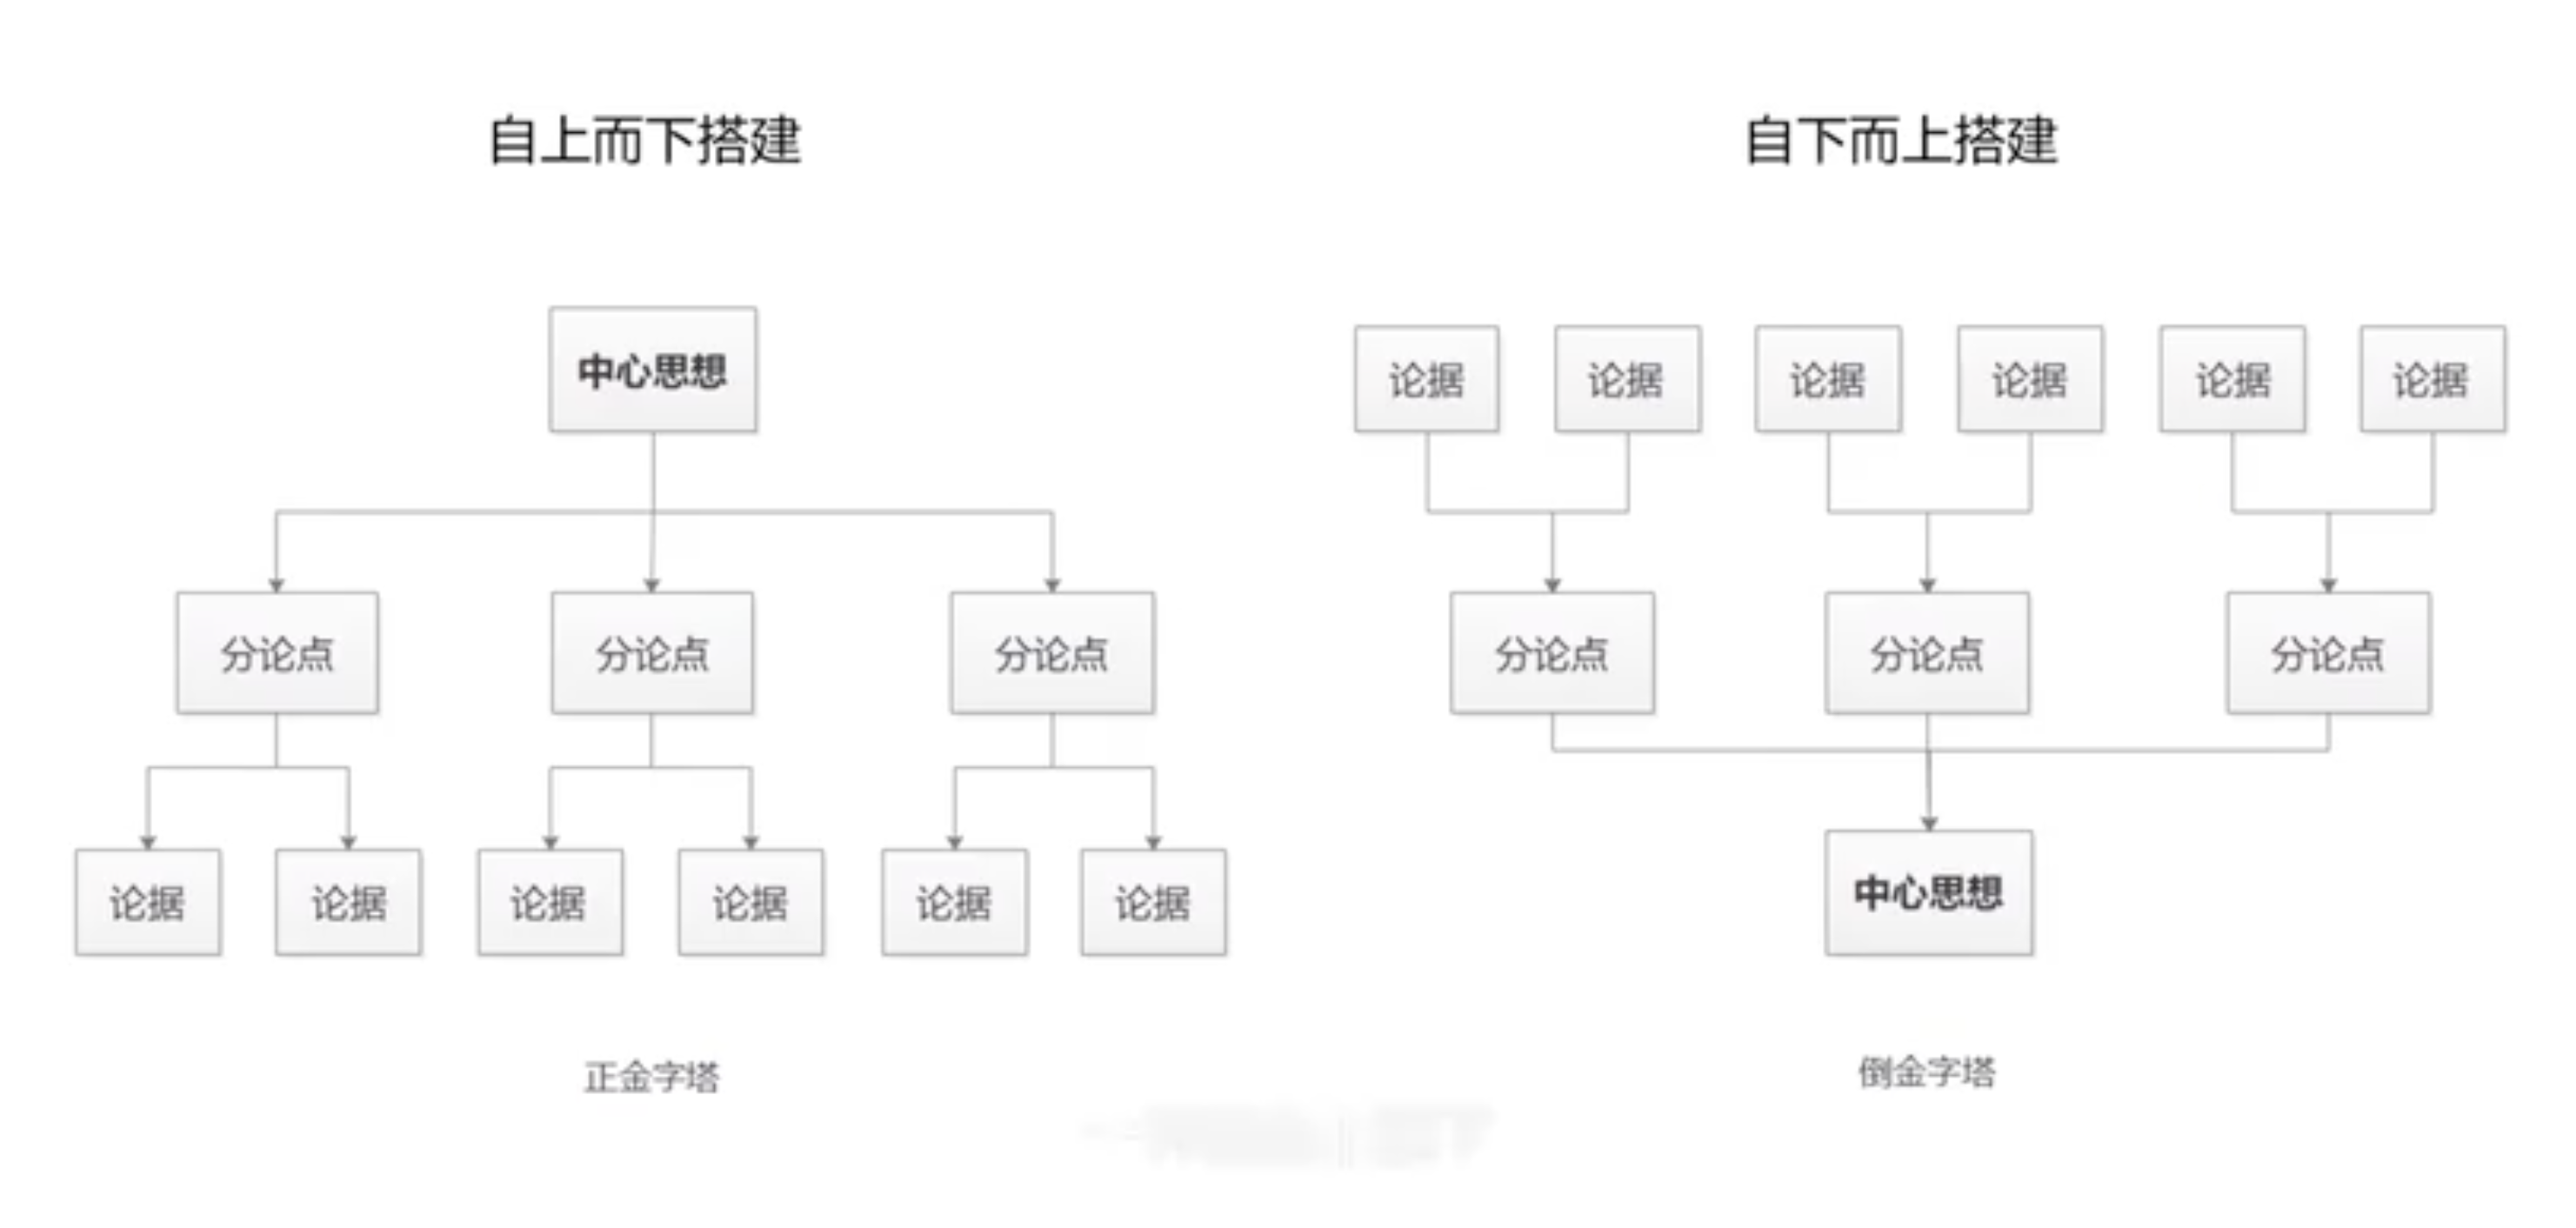 自上而下搭建
中心思想
分论点 分论点 分论点
论据 论据 论据 论据 论据 论据
正金字塔
自下而上搭建
论据 论据 论据 论据 论据 论据
分论点 分论点 分论点
中心思想
倒金字塔